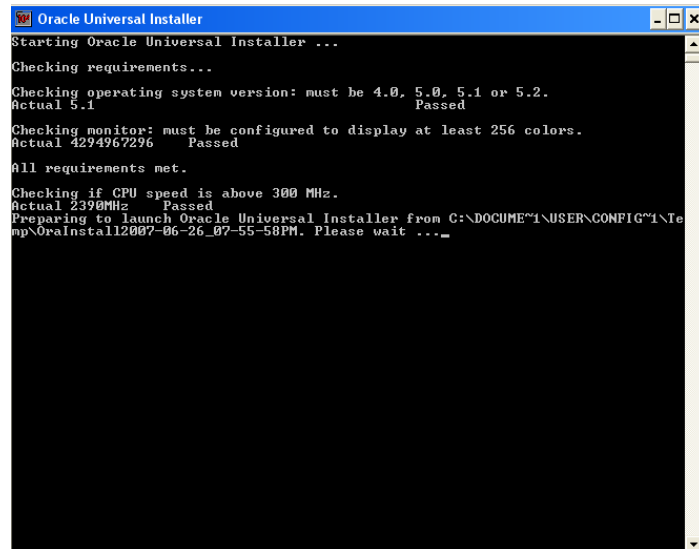 Oracle Universal Installer
Starting Oracle Universal Installer ...
Checking requirements...
Checking operating system version: must be 4.0, 5.0, 5.1 or 5.2.
Actual 5.1 Passed
Checking monitor: must be configured to display at least 256 colors.
Actual 4294967296 Passed
All requirements met.
Checking if CPU speed is above 300 MHz.
Actual 2390MHz Passed
Preparing to launch Oracle Universal Installer from C:\DOCUME~1\USER\CONFIG~1\Te
mp\OraInstall2007-06-26_07-55-58PM. Please wait ..._